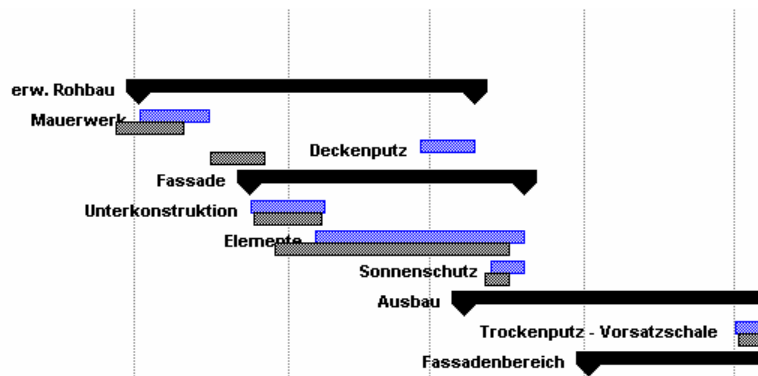 erw. Rohbau
Mauerwerk
Deckenputz
Fassade
Unterkonstruktion
Elemente
Sonnenschutz
Ausbau
Trockenputz - Vorsatzschale
Fassadenbereich